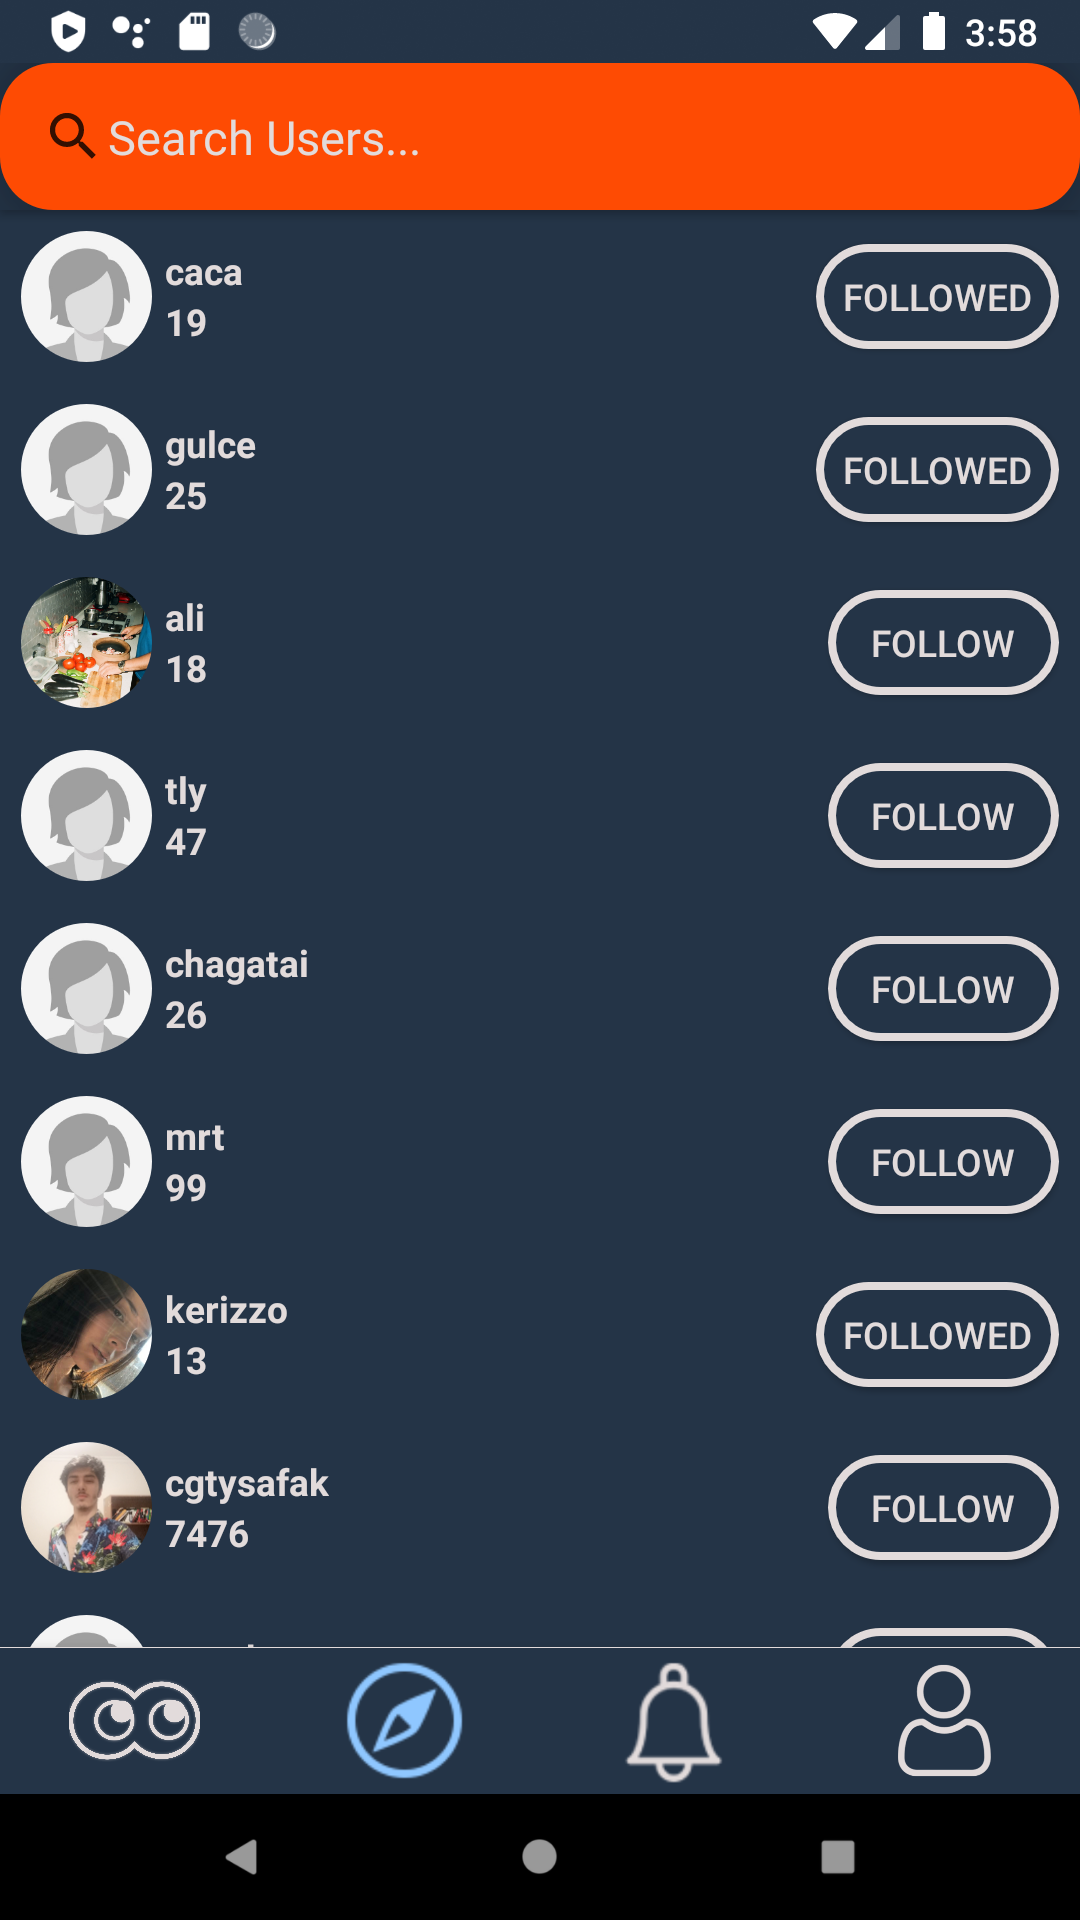 3:58
Search Users...
caca
19
FOLLOWED
gulce
25
FOLLOWED
ali
18
FOLLOW
tly
47
FOLLOW
chagatai
26
FOLLOW
mrt
99
FOLLOW
kerizzo
13
FOLLOWED
cgtysafak
7476
FOLLOW